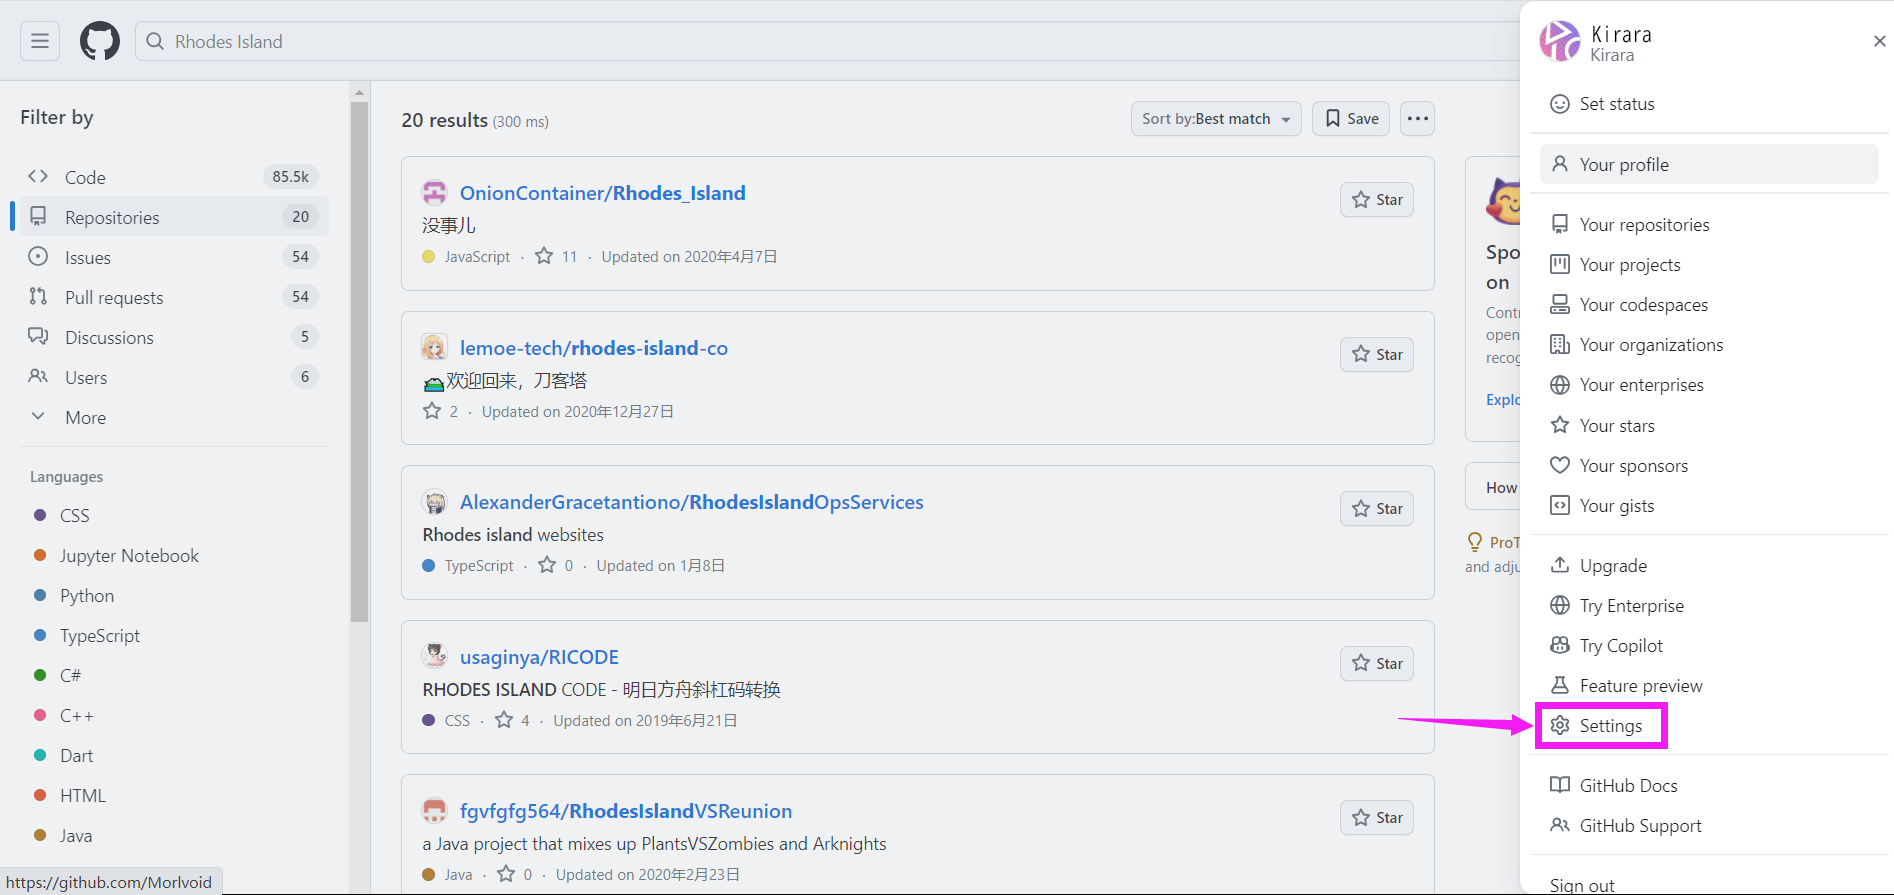 Rhodes Island
Kirara
Kirara
Set status
Your profile
Your repositories
Your projects
Your codespaces
Your organizations
Your enterprises
Your stars
Your sponsors
Your gists
Upgrade
Try Enterprise
Try Copilot
Feature preview
Settings
GitHub Docs
GitHub Support
Sign out
Filter by
Code 85.5k
Repositories 20
Issues 54
Pull requests 54
Discussions 5
Users 6
More
Languages
CSS
Jupyter Notebook
Python
TypeScript
C#
C++
Dart
HTML
Java
https://github.com/Morlvoid
20 results (300 ms)
Sort by:Best match
Save
OnionContainer/Rhodes_Island
Star
没事儿
JavaScript · 11 · Updated on 2020年4月7日
lemoe-tech/rhodes-island-co
Star
欢迎回来，刀客塔
2 · Updated on 2020年12月27日
AlexanderGracetantiono/RhodesIslandOpsServices
Star
Rhodes island websites
TypeScript · 0 · Updated on 1月8日
usaginya/RICODE
Star
RHODES ISLAND CODE - 明日方舟斜杠码转换
CSS · 4 · Updated on 2019年6月21日
fgvfgfg564/RhodesIslandVSReunion
Star
a Java project that mixes up PlantsVSZombies and Arknights
Java · 0 · Updated on 2020年2月23日
Spo
on
Contr
open
recog
Explo
How
ProT
and adju